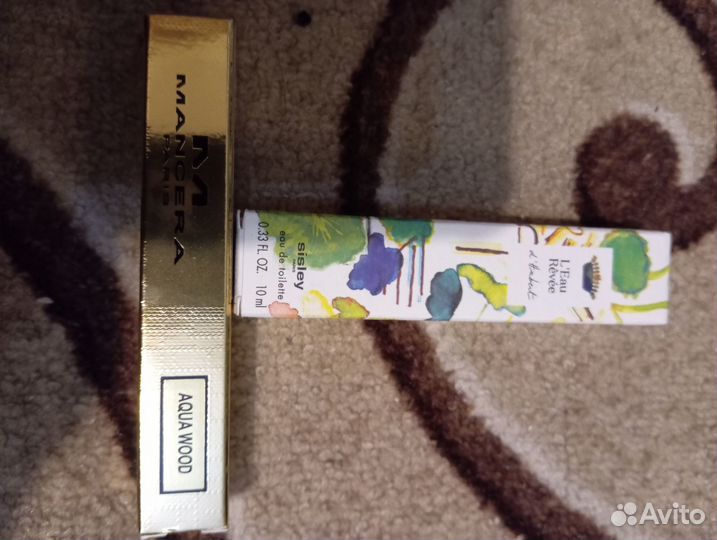 MANCERA
PARIS
AQUA WOOD
L'Eau
Rêvée
d'Hubert
sisley
eau de toilette
0.33 FL. OZ. 10 ml
Avito